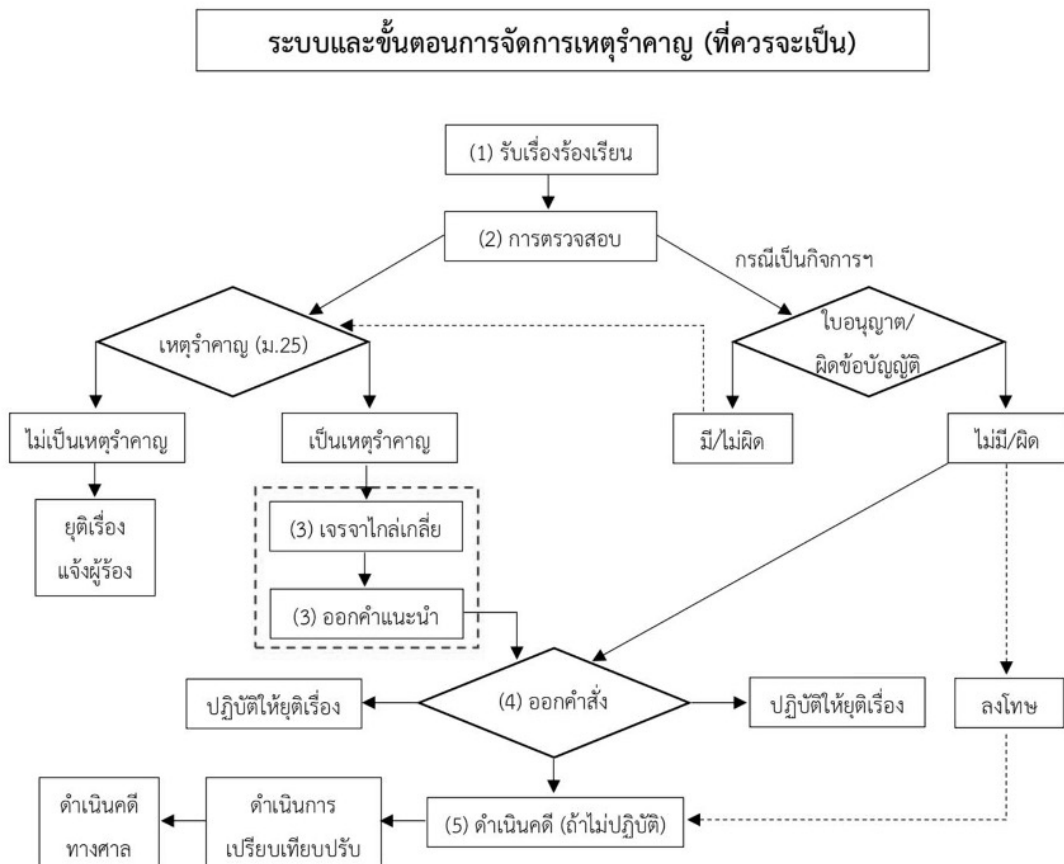 ระบบและขั้นตอนการจัดการเหตุรำคาญ (ที่ควรจะเป็น)
(1) รับเรื่องร้องเรียน
(2) การตรวจสอบ
กรณีเป็นกิจการฯ
เหตุรำคาญ (ม.25)
ใบอนุญาต/
ผิดข้อบัญญัติ
ไม่เป็นเหตุรำคาญ
เป็นเหตุรำคาญ
มี/ไม่ผิด
ไม่มี/ผิด
ยุติเรื่อง
แจ้งผู้ร้อง
(3) เจรจาไกล่เกลี่ย
(3) ออกคำแนะนำ
ปฏิบัติให้ยุติเรื่อง
(4) ออกคำสั่ง
ปฏิบัติให้ยุติเรื่อง
ลงโทษ
ดำเนินคดี
ทางศาล
ดำเนินการ
เปรียบเทียบปรับ
(5) ดำเนินคดี (ถ้าไม่ปฏิบัติ)